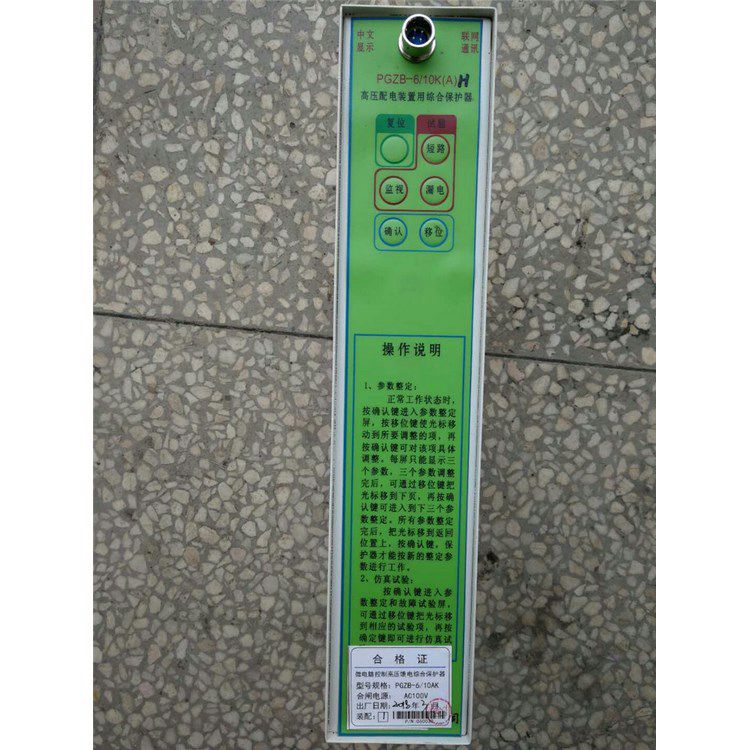 中文 联网
显示 通讯
PGZB-6/10K(A)H
高压配电装置用综合保护器
复位 试验
短路
监视 漏电
确认 移位
操作说明
1、参数整定:
正常工作状态时,
按确认键进入参数整定
屏,按移位键使光标移
动到所要调整的项,再
按确认键可对该项具体
调整。每屏只能显示三
个参数,三个参数调整
完后,可通过移位键把
光标移到下页,再按确
认键可进入到下三个参
数整定。所有参数整定
完后,把光标移到返回
位置上,按确认键,保
护器才能按新的整定参
数进行工作。
2、仿真试验:
按确认键进入参
数整定和故障试验屏,
可通过移位键把光标移
到相应的试验项,再按
确定键即可进行仿真试
合格证
微电脑控制高压馈电综合保护器
型号规格: PGZB-6/10AK
合闸电源: AC100V
出厂日期: 年 月
装配: 1
司